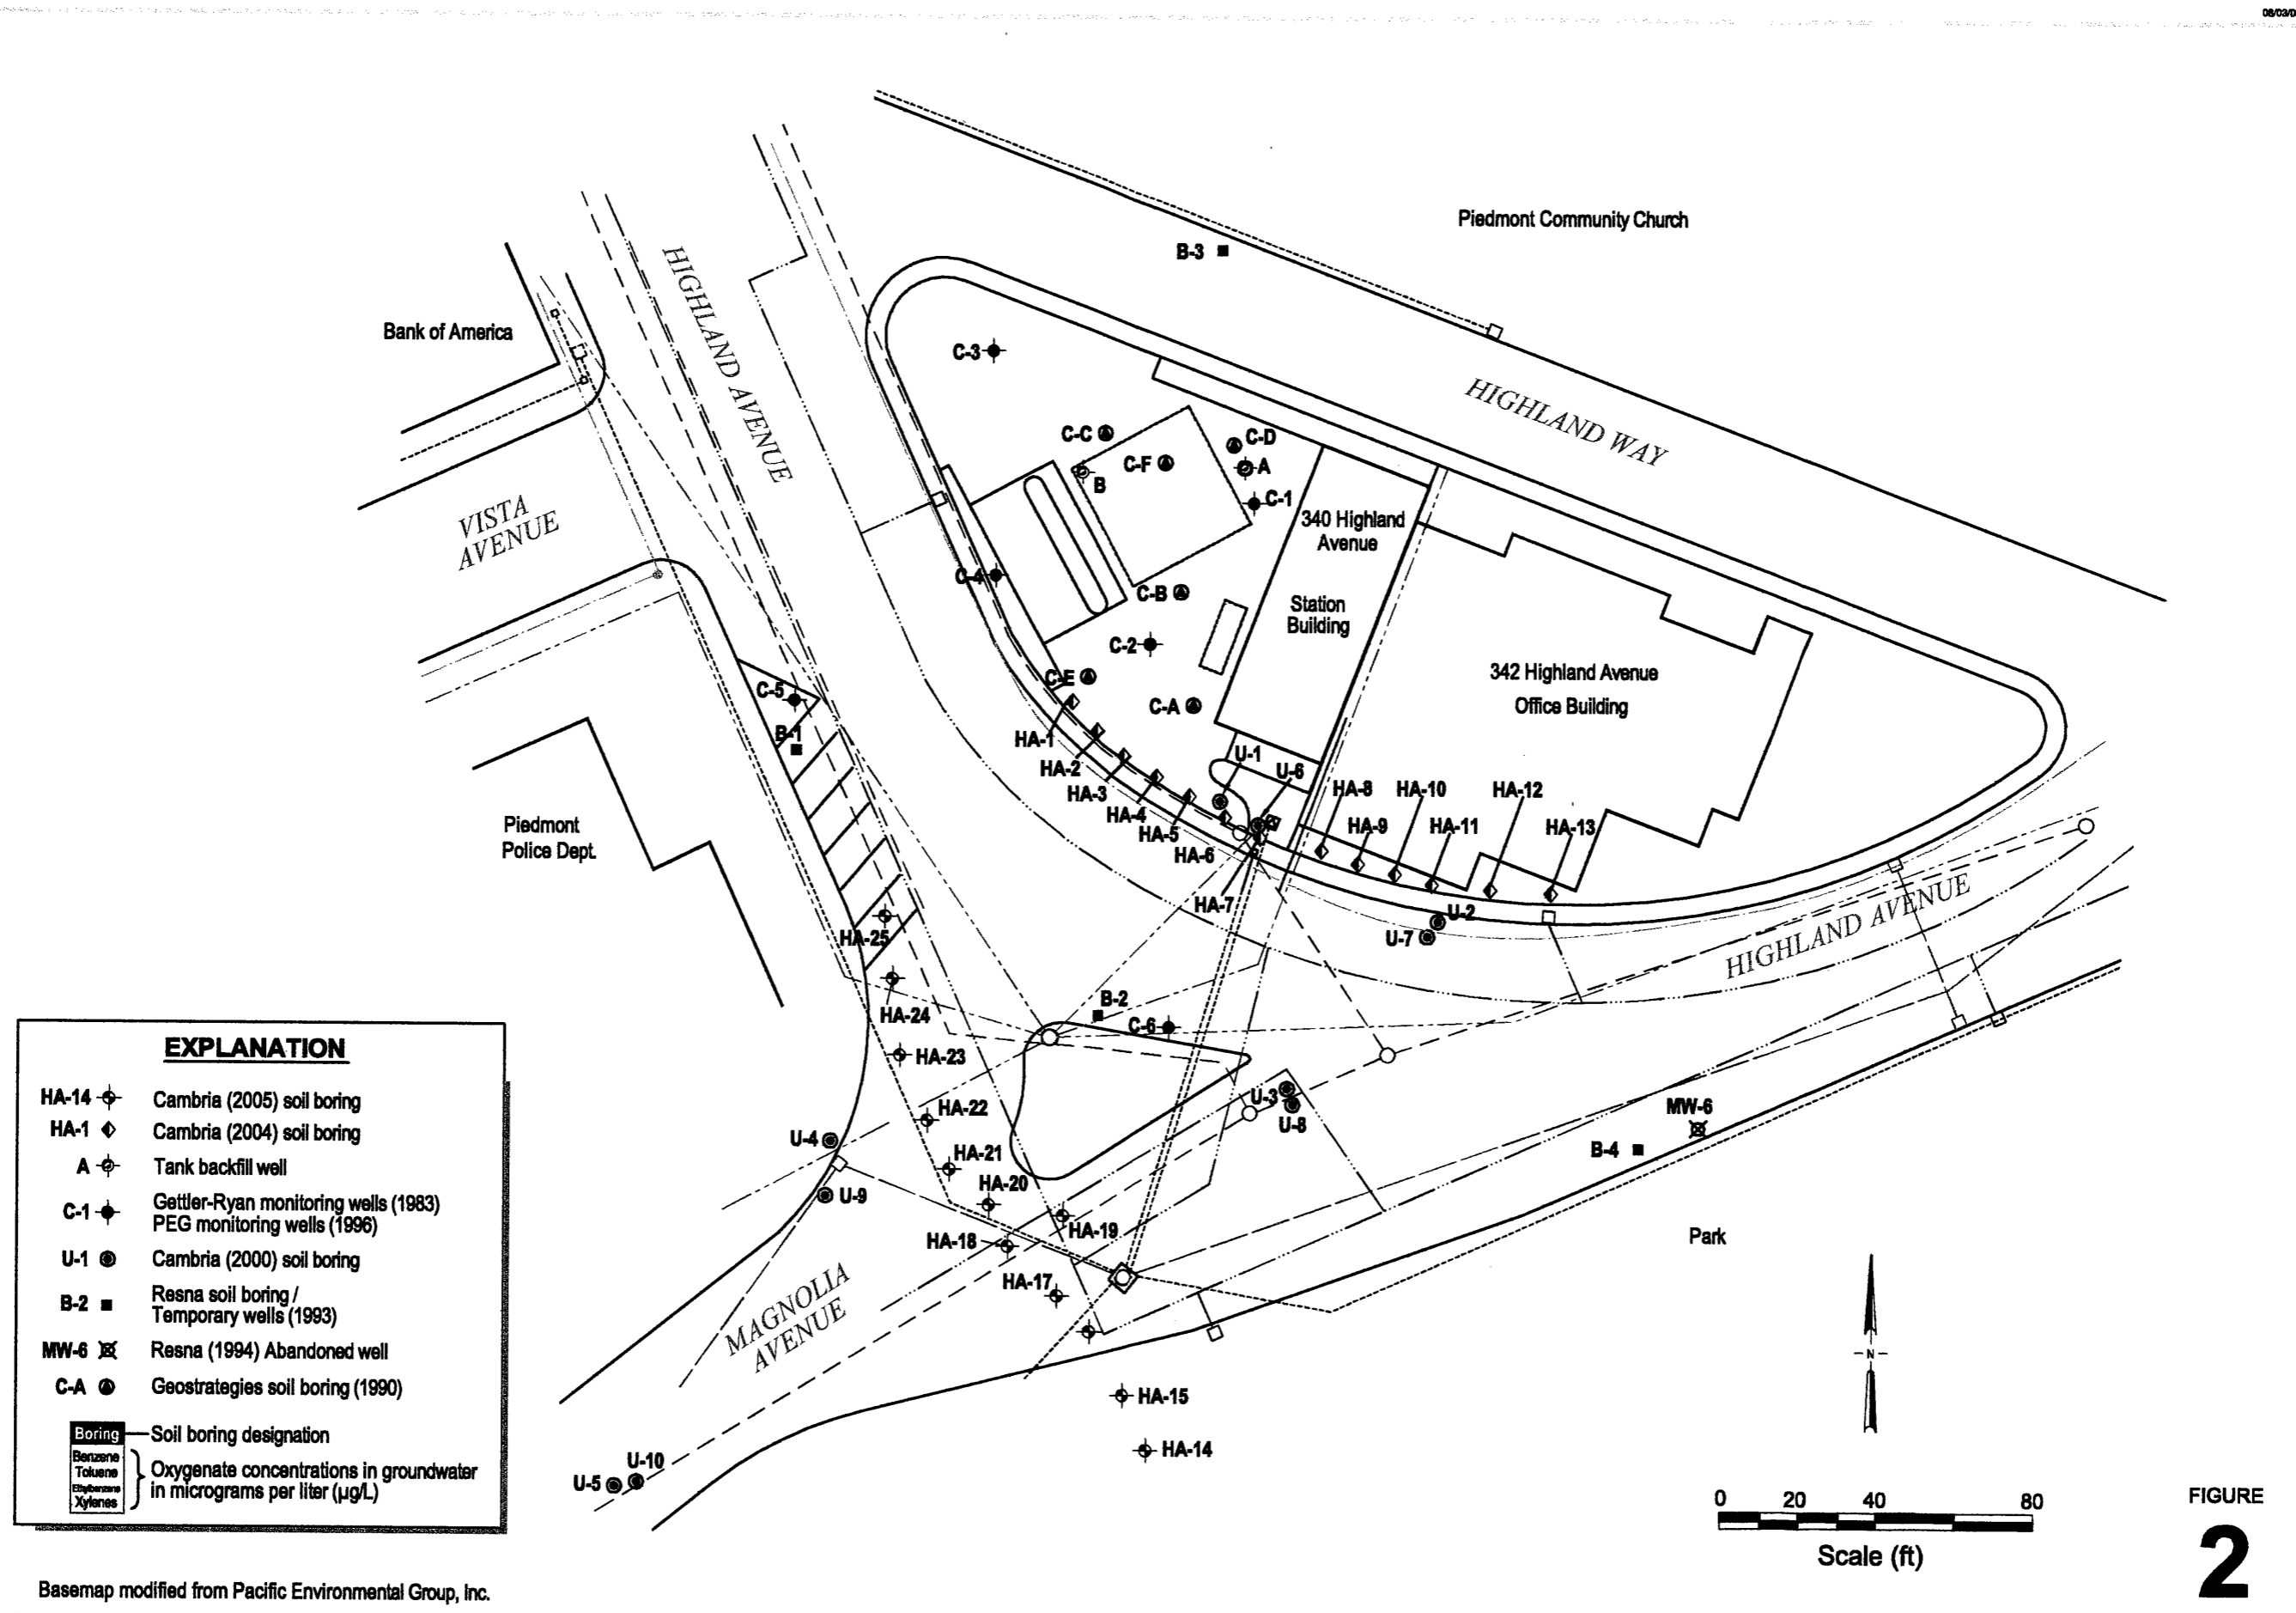 08/03/0
Piedmont Community Church
B-3
HIGHLAND AVENUE
Bank of America
C-3
HIGHLAND WAY
C-C
C-D
C-F
A
B
C-1
VISTA
AVENUE
340 Highland
Avenue
C-4
C-B
Station
Building
C-2
342 Highland Avenue
Office Building
C-E
C-5
C-A
B-1
HA-1
U-1
HA-2
U-6
HA-3
HA-8
HA-10
HA-12
HA-4
HA-5
HA-9
HA-11
HA-13
Piedmont
Police Dept.
HA-6
HA-7
U-2
U-7
HA-25
HIGHLAND AVENUE
B-2
C-6
HA-24
HA-23
U-3
U-8
HA-22
MW-6
U-4
B-4
HA-21
HA-20
U-9
HA-19
HA-18
Park
HA-17
MAGNOLIA
AVENUE
N
HA-15
HA-14
U-10
U-5
EXPLANATION
HA-14 Cambria (2005) soil boring
HA-1 Cambria (2004) soil boring
A Tank backfill well
C-1 Gettler-Ryan monitoring wells (1983)
PEG monitoring wells (1996)
U-1 Cambria (2000) soil boring
B-2 Resna soil boring /
Temporary wells (1993)
MW-6 Resna (1994) Abandoned well
C-A Geostrategies soil boring (1990)
Boring Soil boring designation
Benzene
Toluene
Ethylbenzene
Xylenes
Oxygenate concentrations in groundwater
in micrograms per liter (µg/L)
0 20 40 80
Scale (ft)
FIGURE
2
Basemap modified from Pacific Environmental Group, Inc.